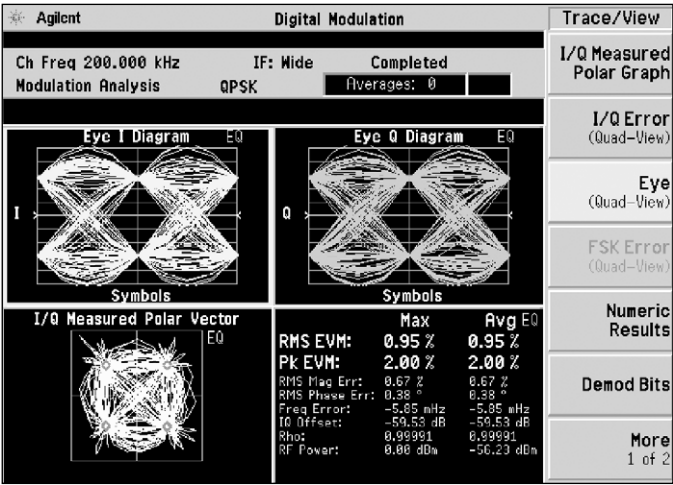 Agilent
Digital Modulation
Trace/View
Ch Freq 200.000 kHz
IF: Wide
Completed
Modulation Analysis
QPSK
Averages: 0
Eye I Diagram
EQ
I
Symbols
Eye Q Diagram
EQ
Q
Symbols
I/Q Measured Polar Vector
EQ
Max
Avg EQ
RMS EVM: 0.95 % 0.95 %
Pk EVM: 2.00 % 2.00 %
RMS Mag Err: 0.67 % 0.67 %
RMS Phase Err: 0.38 ° 0.38 °
Freq Error: -5.85 mHz -5.85 mHz
IQ Offset: -59.53 dB -59.53 dB
Rho: 0.99991 0.99991
RF Power: 0.00 dBm -56.23 dBm
I/Q Measured
Polar Graph
I/Q Error
(Quad-View)
Eye
(Quad-View)
FSK Error
(Quad-View)
Numeric
Results
Demod Bits
More
1 of 2